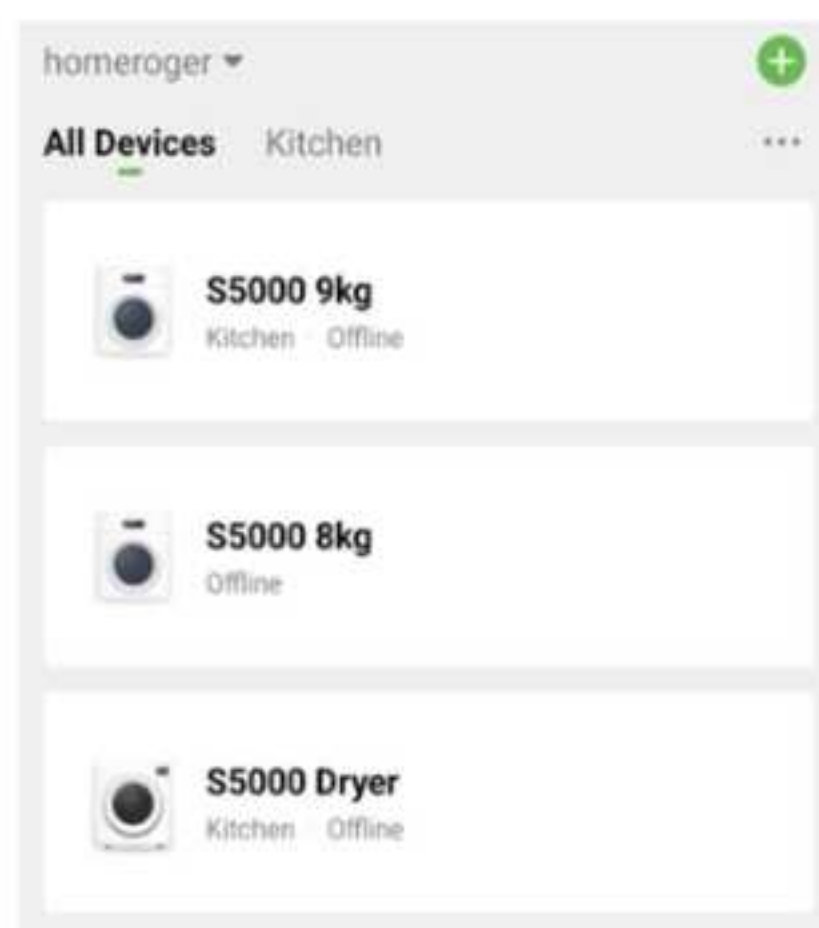 homeroger
All Devices Kitchen
S5000 9kg
Kitchen Offline
S5000 8kg
Offline
S5000 Dryer
Kitchen Offline